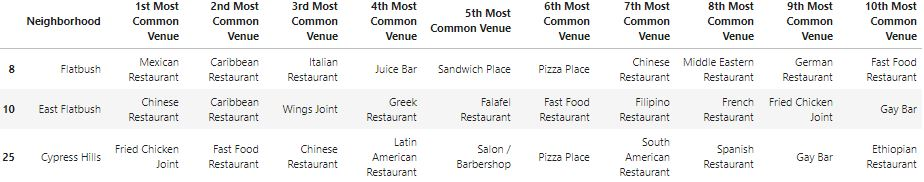 Neighborhood 1st Most Common Venue 2nd Most Common Venue 3rd Most Common Venue 4th Most Common Venue 5th Most Common Venue 6th Most Common Venue 7th Most Common Venue 8th Most Common Venue 9th Most Common Venue 10th Most Common Venue
8 Flatbush Mexican Restaurant Caribbean Restaurant Italian Restaurant Juice Bar Sandwich Place Pizza Place Chinese Restaurant Middle Eastern Restaurant German Restaurant Fast Food Restaurant
10 East Flatbush Chinese Restaurant Caribbean Restaurant Wings Joint Greek Restaurant Falafel Restaurant Fast Food Restaurant Filipino Restaurant French Restaurant Fried Chicken Joint Gay Bar
25 Cypress Hills Fried Chicken Joint Fast Food Restaurant Chinese Restaurant Latin American Restaurant Salon / Barbershop Pizza Place South American Restaurant Spanish Restaurant Gay Bar Ethiopian Restaurant